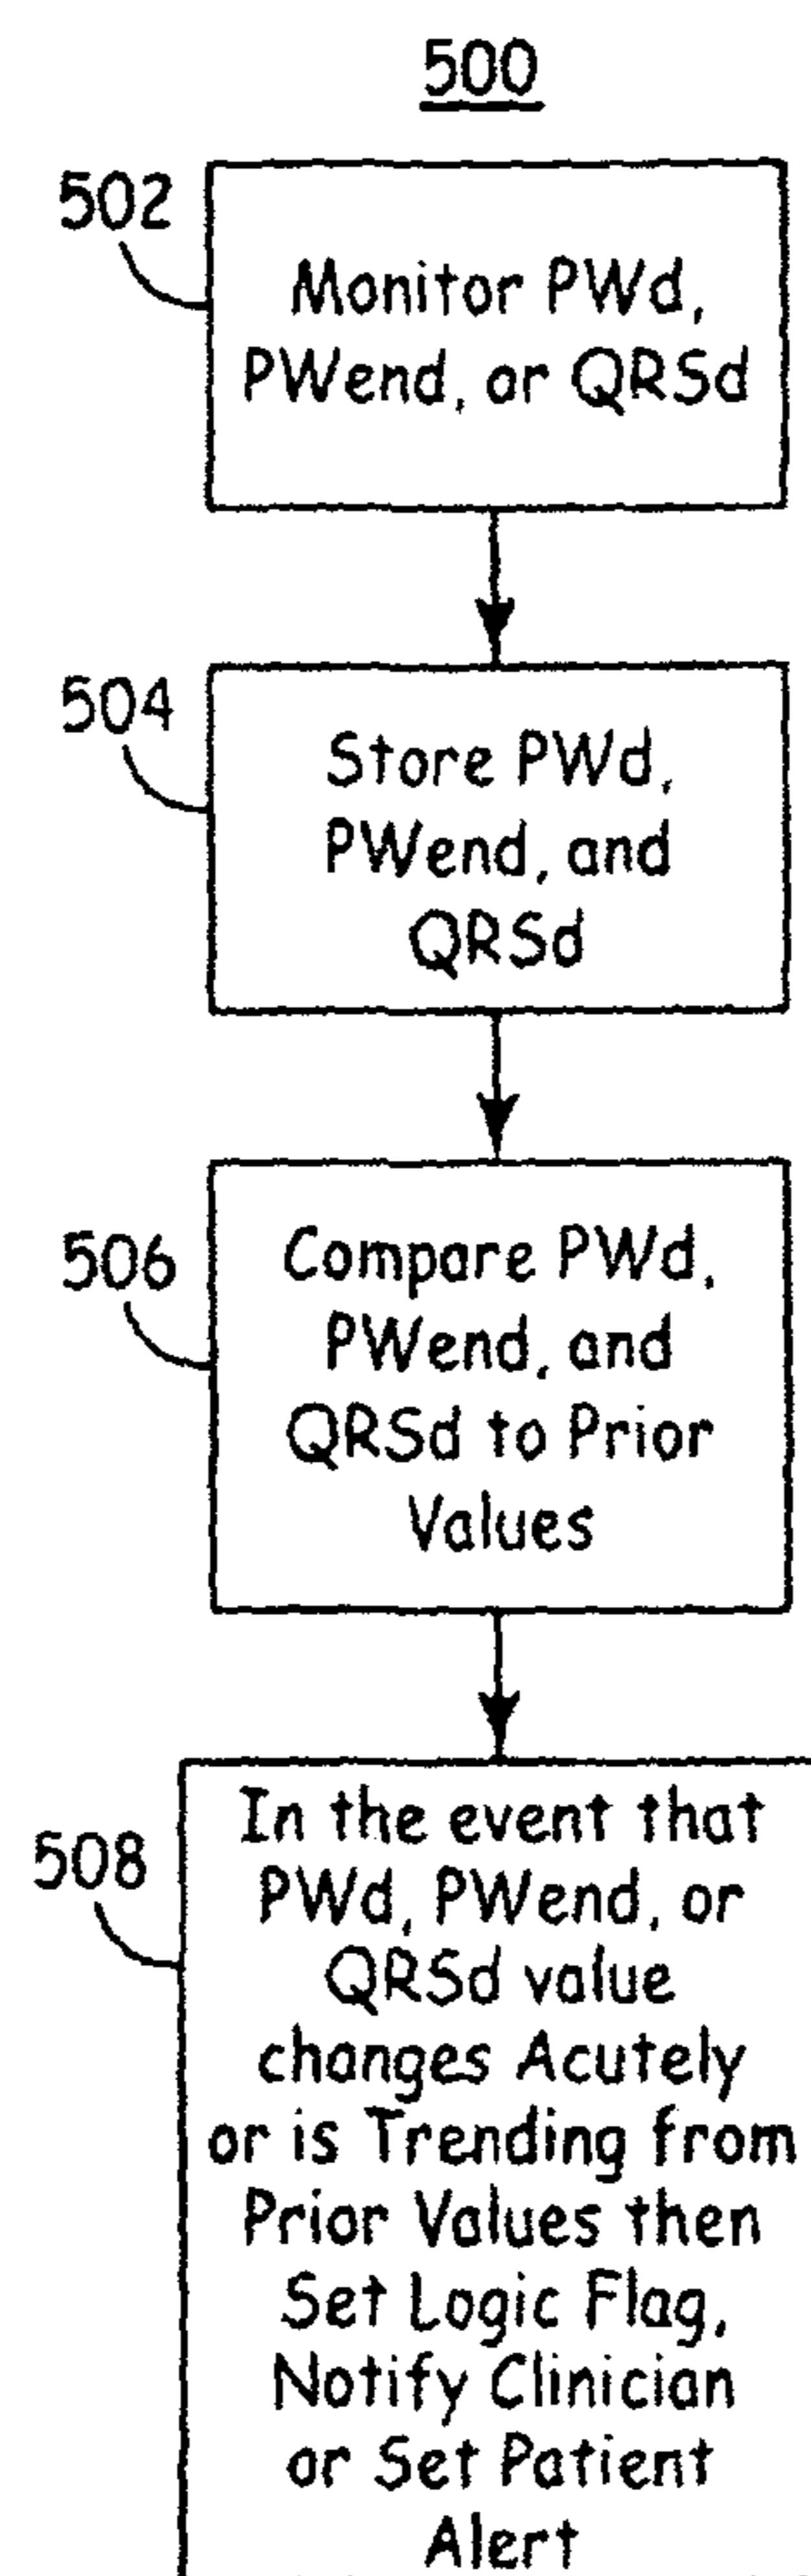 500
502
Monitor PWd,
PWend, or QRSd
504
Store PWd,
PWend, and
QRSd
506
Compare PWd,
PWend, and
QRSd to Prior
Values
508
In the event that
PWd, PWend, or
QRSd value
changes Acutely
or is Trending from
Prior Values then
Set Logic Flag,
Notify Clinician
or Set Patient
Alert